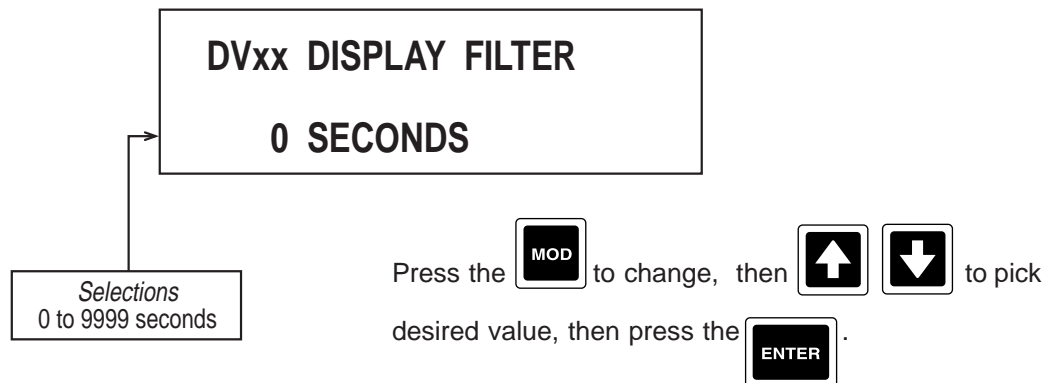 DVxx DISPLAY FILTER
0 SECONDS
Selections
0 to 9999 seconds
Press the MOD to change, then to pick
desired value, then press the ENTER .